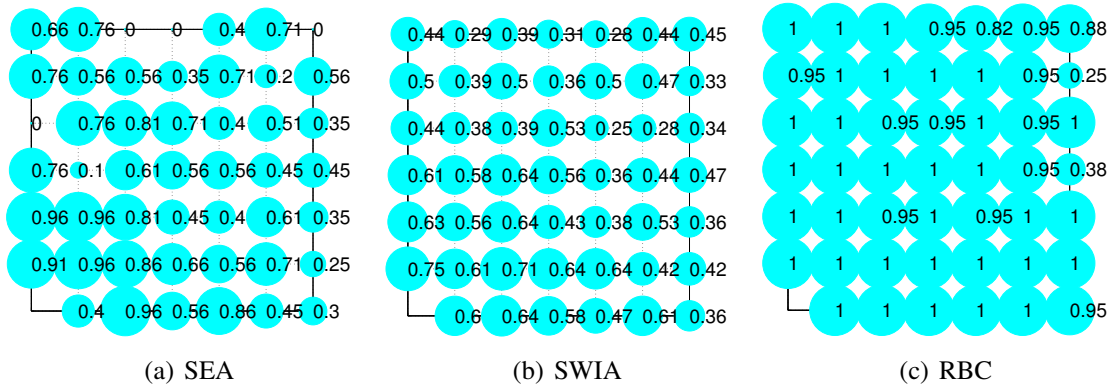 0.66 0.76 0 0 0.4 0.71 0
0.76 0.56 0.56 0.35 0.71 0.2 0.56
0 0.76 0.81 0.71 0.4 0.51 0.35
0.76 0.1 0.61 0.56 0.56 0.45 0.45
0.96 0.96 0.81 0.45 0.4 0.61 0.35
0.91 0.96 0.86 0.66 0.56 0.71 0.25
0.4 0.96 0.56 0.86 0.45 0.3
(a) SEA
0.44 0.29 0.39 0.31 0.28 0.44 0.45
0.5 0.39 0.5 0.36 0.5 0.47 0.33
0.44 0.38 0.39 0.53 0.25 0.28 0.34
0.61 0.58 0.64 0.56 0.36 0.44 0.47
0.63 0.56 0.64 0.43 0.38 0.53 0.36
0.75 0.61 0.71 0.64 0.64 0.42 0.42
0.6 0.64 0.58 0.47 0.61 0.36
(b) SWIA
1 1 1 0.95 0.82 0.95 0.88
0.95 1 1 1 1 0.95 0.25
1 1 0.95 0.95 1 0.95 1
1 1 1 1 1 0.95 0.38
1 1 0.95 1 0.95 1 1
1 1 1 1 1 1 1
1 1 1 1 1 0.95
(c) RBC